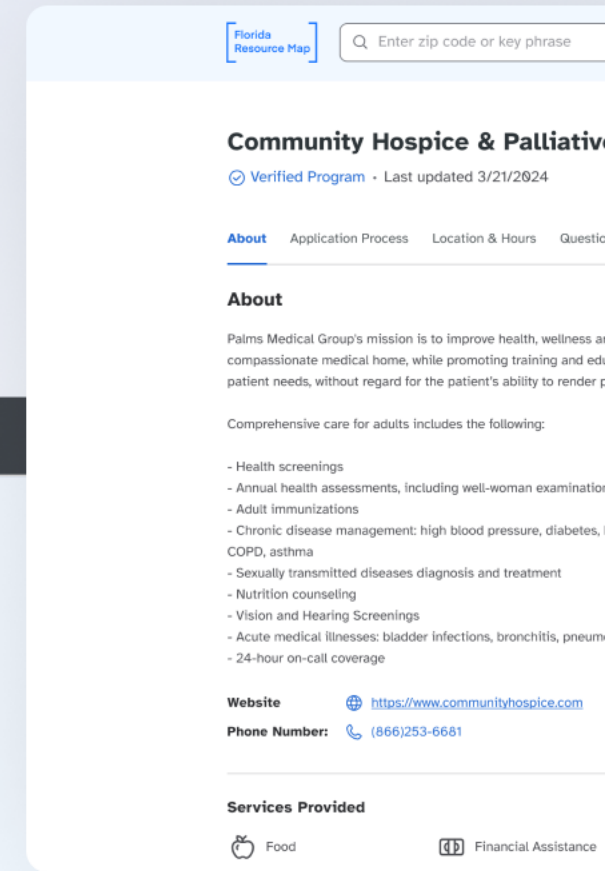 Florida
Resource Map
Enter zip code or key phrase
Community Hospice & Palliative
Verified Program · Last updated 3/21/2024
About Application Process Location & Hours Questio
About
Palms Medical Group's mission is to improve health, wellness a
compassionate medical home, while promoting training and edu
patient needs, without regard for the patient's ability to render p
Comprehensive care for adults includes the following:
- Health screenings
- Annual health assessments, including well-woman examination
- Adult immunizations
- Chronic disease management: high blood pressure, diabetes,
COPD, asthma
- Sexually transmitted diseases diagnosis and treatment
- Nutrition counseling
- Vision and Hearing Screenings
- Acute medical illnesses: bladder infections, bronchitis, pneumo
- 24-hour on-call coverage
Website https://www.communityhospice.com
Phone Number: (866)253-6681
Services Provided
Food Financial Assistance